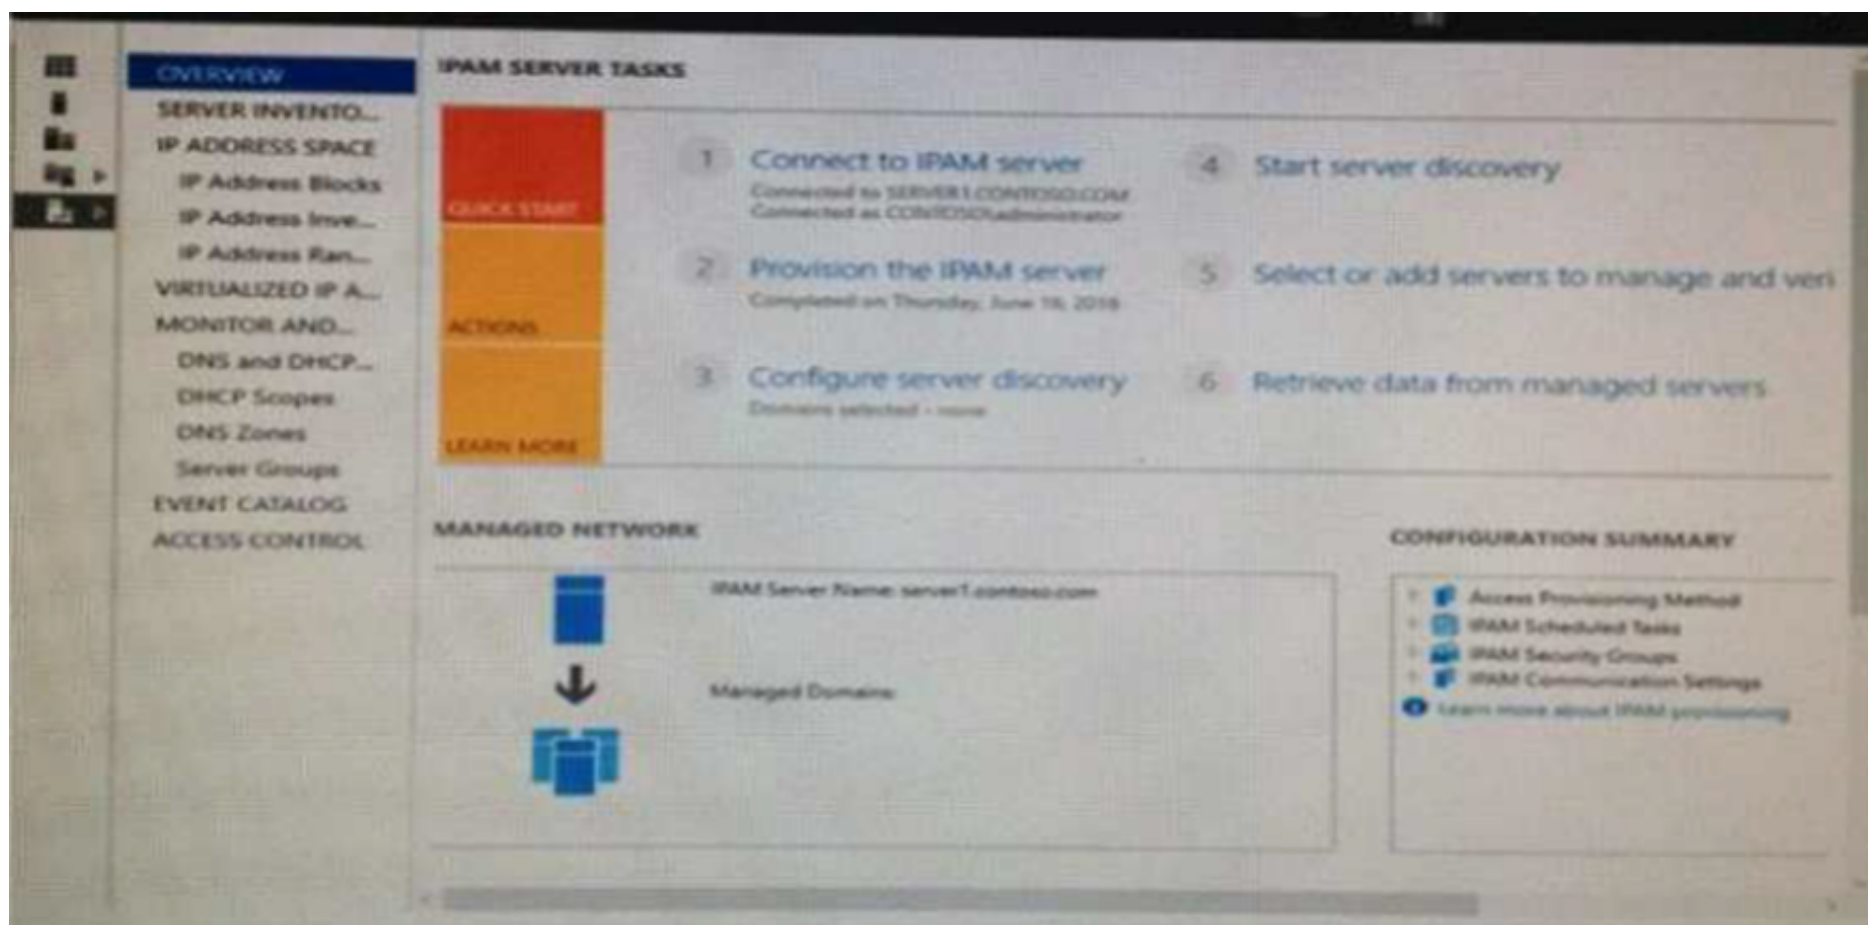 OVERVIEW
SERVER INVENTO...
IP ADDRESS SPACE
IP Address Blocks
IP Address Inve...
IP Address Ran...
VIRTUALIZED IP A...
MONITOR AND...
DNS and DHCP...
DHCP Scopes
DNS Zones
Server Groups
EVENT CATALOG
ACCESS CONTROL
IPAM SERVER TASKS
QUICK START
ACTIONS
LEARN MORE
1 Connect to IPAM server
Connected to SERVER1.CONTOSO.COM
Connected as CONTOSO\administrator
2 Provision the IPAM server
Completed on Thursday, June 16, 2016
3 Configure server discovery
Domains selected - none
4 Start server discovery
5 Select or add servers to manage and veri
6 Retrieve data from managed servers
MANAGED NETWORK
IPAM Server Name: server1.contoso.com
Managed Domains:
CONFIGURATION SUMMARY
Access Provisioning Method
IPAM Scheduled Tasks
IPAM Security Groups
IPAM Communication Settings
Learn more about IPAM provisioning